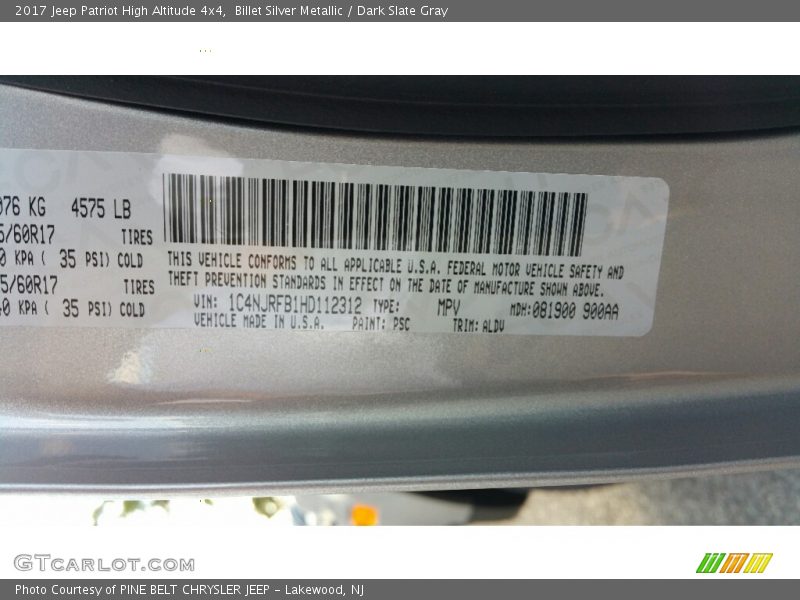 2017 Jeep Patriot High Altitude 4x4, Billet Silver Metallic / Dark Slate Gray
076 KG 4575 LB
5/60R17 TIRES
0 KPA ( 35 PSI) COLD
5/60R17 TIRES
40 KPA ( 35 PSI) COLD
THIS VEHICLE CONFORMS TO ALL APPLICABLE U.S.A. FEDERAL MOTOR VEHICLE SAFETY AND
THEFT PREVENTION STANDARDS IN EFFECT ON THE DATE OF MANUFACTURE SHOWN ABOVE.
VIN: 1C4NJRFB1HD112312 TYPE: MPV MDH:081900 900AA
VEHICLE MADE IN U.S.A. PAINT: PSC TRIM: ALDV
GTCARLOT.COM
Photo Courtesy of PINE BELT CHRYSLER JEEP - Lakewood, NJ